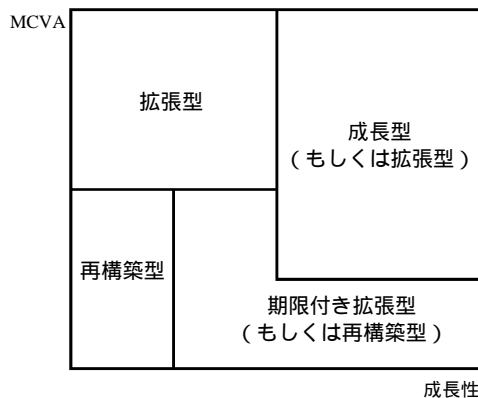 MCVA
拡張型
成長型
(もしくは拡張型)
再構築型
期限付き拡張型
(もしくは再構築型)
成長性